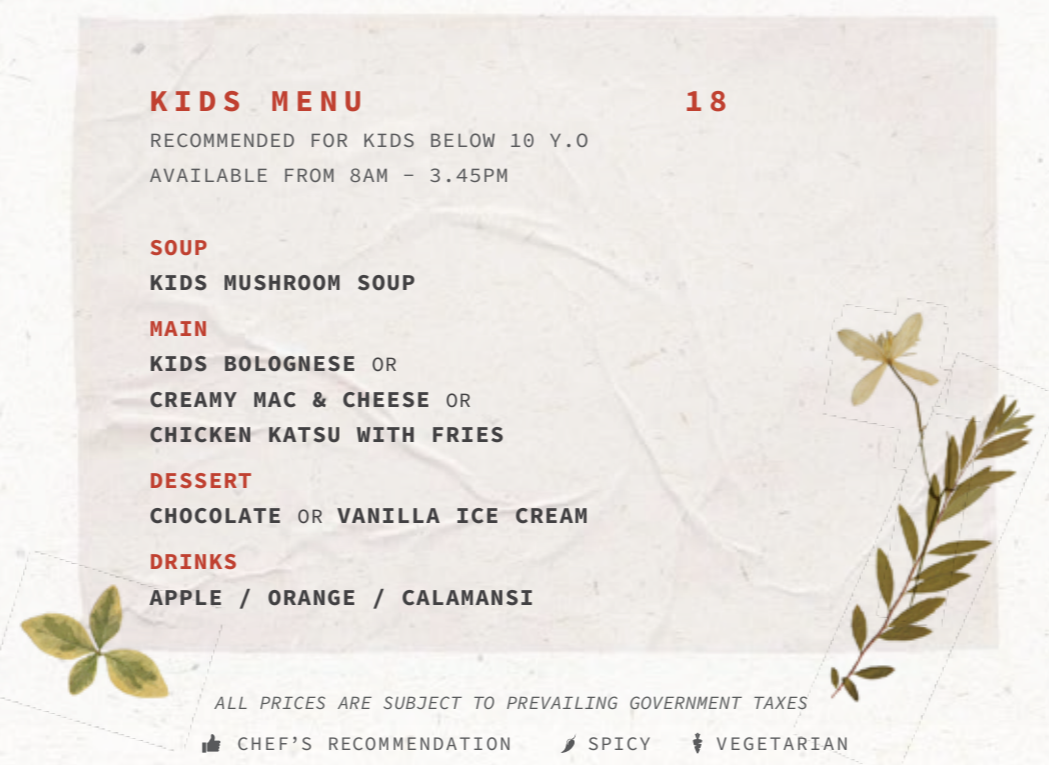 KIDS MENU 18
RECOMMENDED FOR KIDS BELOW 10 Y.O
AVAILABLE FROM 8AM – 3.45PM
SOUP
KIDS MUSHROOM SOUP
MAIN
KIDS BOLOGNESE OR
CREAMY MAC & CHEESE OR
CHICKEN KATSU WITH FRIES
DESSERT
CHOCOLATE OR VANILLA ICE CREAM
DRINKS
APPLE / ORANGE / CALAMANSI
ALL PRICES ARE SUBJECT TO PREVAILING GOVERNMENT TAXES
CHEF’S RECOMMENDATION SPICY VEGETARIAN